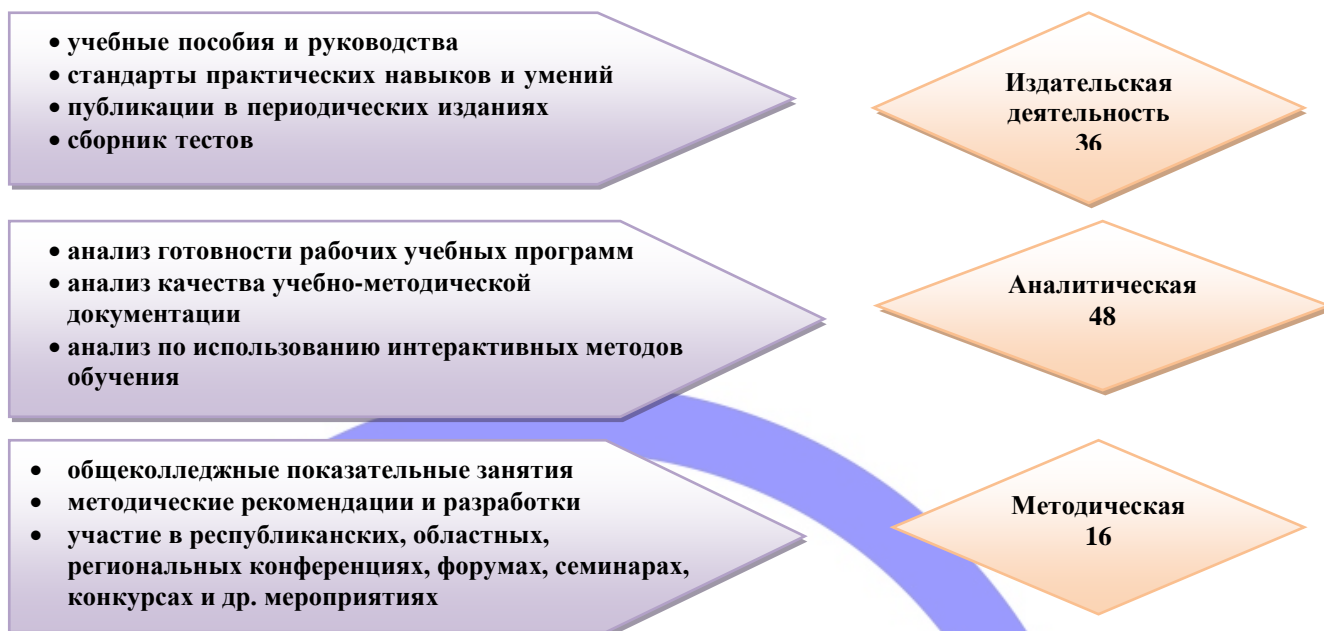 • учебные пособия и руководства
• стандарты практических навыков и умений
• публикации в периодических изданиях
• сборник тестов
Издательская
деятельность
36
• анализ готовности рабочих учебных программ
• анализ качества учебно-методической
документации
• анализ по использованию интерактивных методов
обучения
Аналитическая
48
• общеколледжные показательные занятия
• методические рекомендации и разработки
• участие в республиканских, областных,
региональных конференциях, форумах, семинарах,
конкурсах и др. мероприятиях
Методическая
16